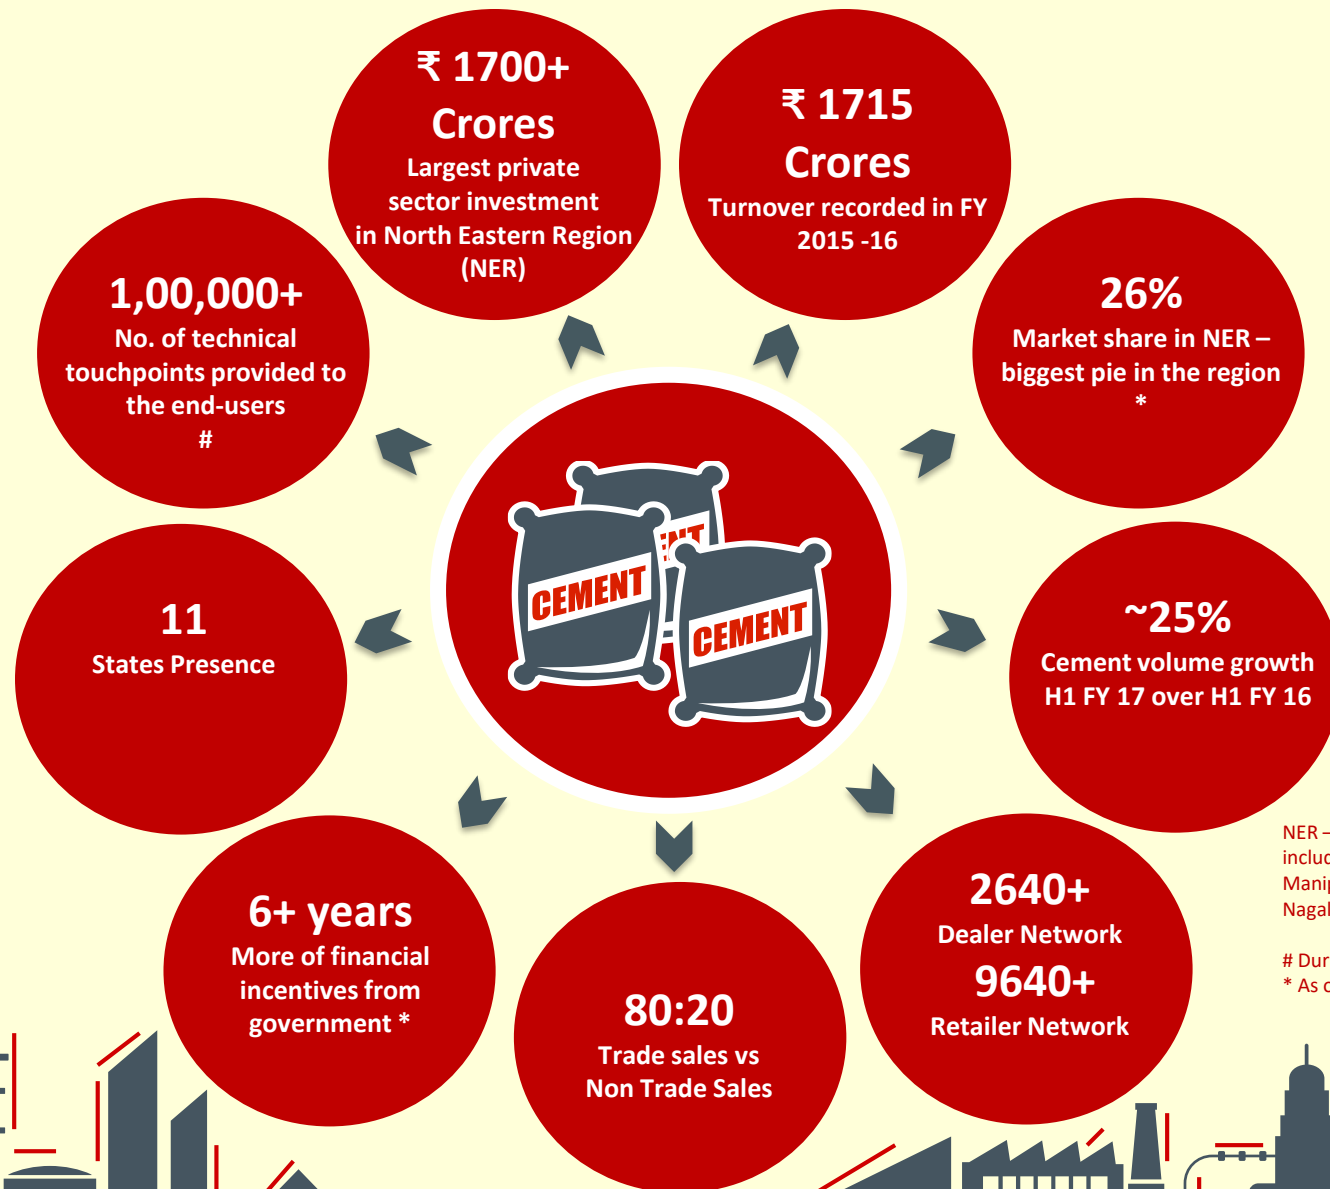 ₹ 1700+
Crores
Largest private
sector investment
in North Eastern Region
(NER)
₹ 1715
Crores
Turnover recorded in FY
2015 -16
1,00,000+
No. of technical
touchpoints provided to
the end-users
#
26%
Market share in NER –
biggest pie in the region
*
CEMENT
CEMENT
11
States Presence
~25%
Cement volume growth
H1 FY 17 over H1 FY 16
6+ years
More of financial
incentives from
government *
80:20
Trade sales vs
Non Trade Sales
2640+
Dealer Network
9640+
Retailer Network
NER –
#
* As